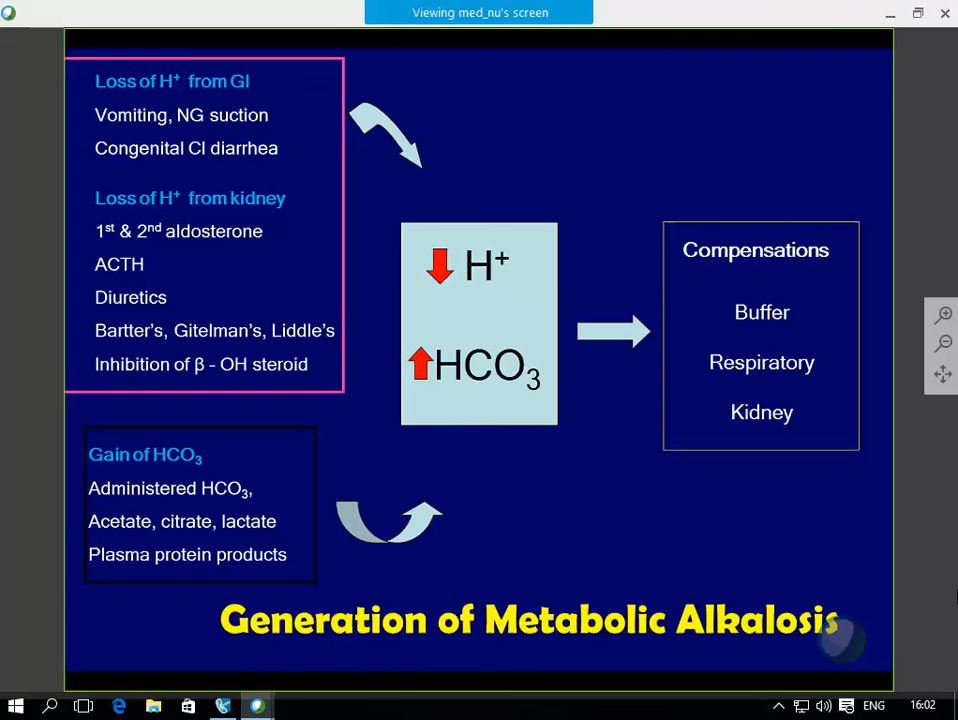 Viewing med_nu's screen
Loss of H+ from GI
Vomiting, NG suction
Congenital Cl diarrhea
Loss of H+ from kidney
1st & 2nd aldosterone
ACTH
Diuretics
Bartter's, Gitelman's, Liddle's
Inhibition of β - OH steroid
Gain of HCO3
Administered HCO3,
Acetate, citrate, lactate
Plasma protein products
H+
HCO3
Compensations
Buffer
Respiratory
Kidney
Generation of Metabolic Alkalosis
ENG
16:02